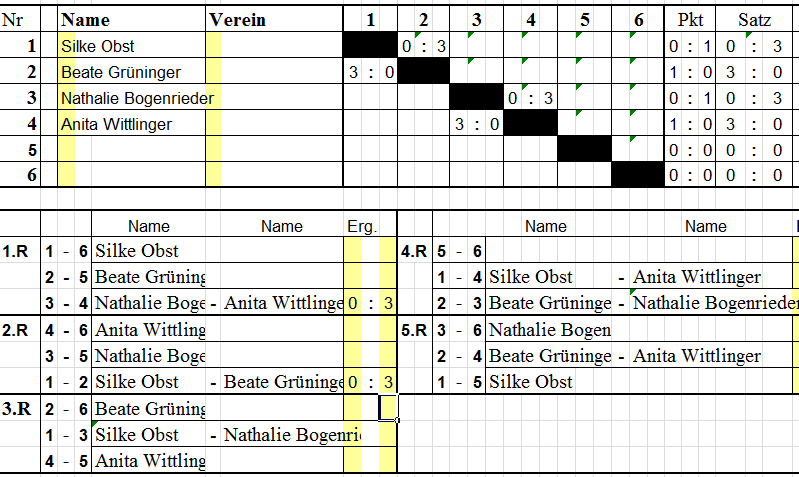 Nr Name Verein 1 2 3 4 5 6 Pkt Satz
1 Silke Obst 0 : 3 0 : 1 0 : 3
2 Beate Grüninger 3 : 0 1 : 0 3 : 0
3 Nathalie Bogenrieder 0 : 3 0 : 1 0 : 3
4 Anita Wittlinger 3 : 0 1 : 0 3 : 0
5 0 : 0 0 : 0
6 0 : 0 0 : 0
Name Name Erg. Name Name
1.R 1 - 6 Silke Obst 4.R 5 - 6
2 - 5 Beate Grüning 1 - 4 Silke Obst - Anita Wittlinger
3 - 4 Nathalie Boge - Anita Wittlinge 0 : 3 2 - 3 Beate Grüninge - Nathalie Bogenrieder
2.R 4 - 6 Anita Wittling 5.R 3 - 6 Nathalie Bogen
3 - 5 Nathalie Boge 2 - 4 Beate Grüninge - Anita Wittlinger
1 - 2 Silke Obst - Beate Grüninge 0 : 3 1 - 5 Silke Obst
3.R 2 - 6 Beate Grüning
1 - 3 Silke Obst - Nathalie Bogenri
4 - 5 Anita Wittling